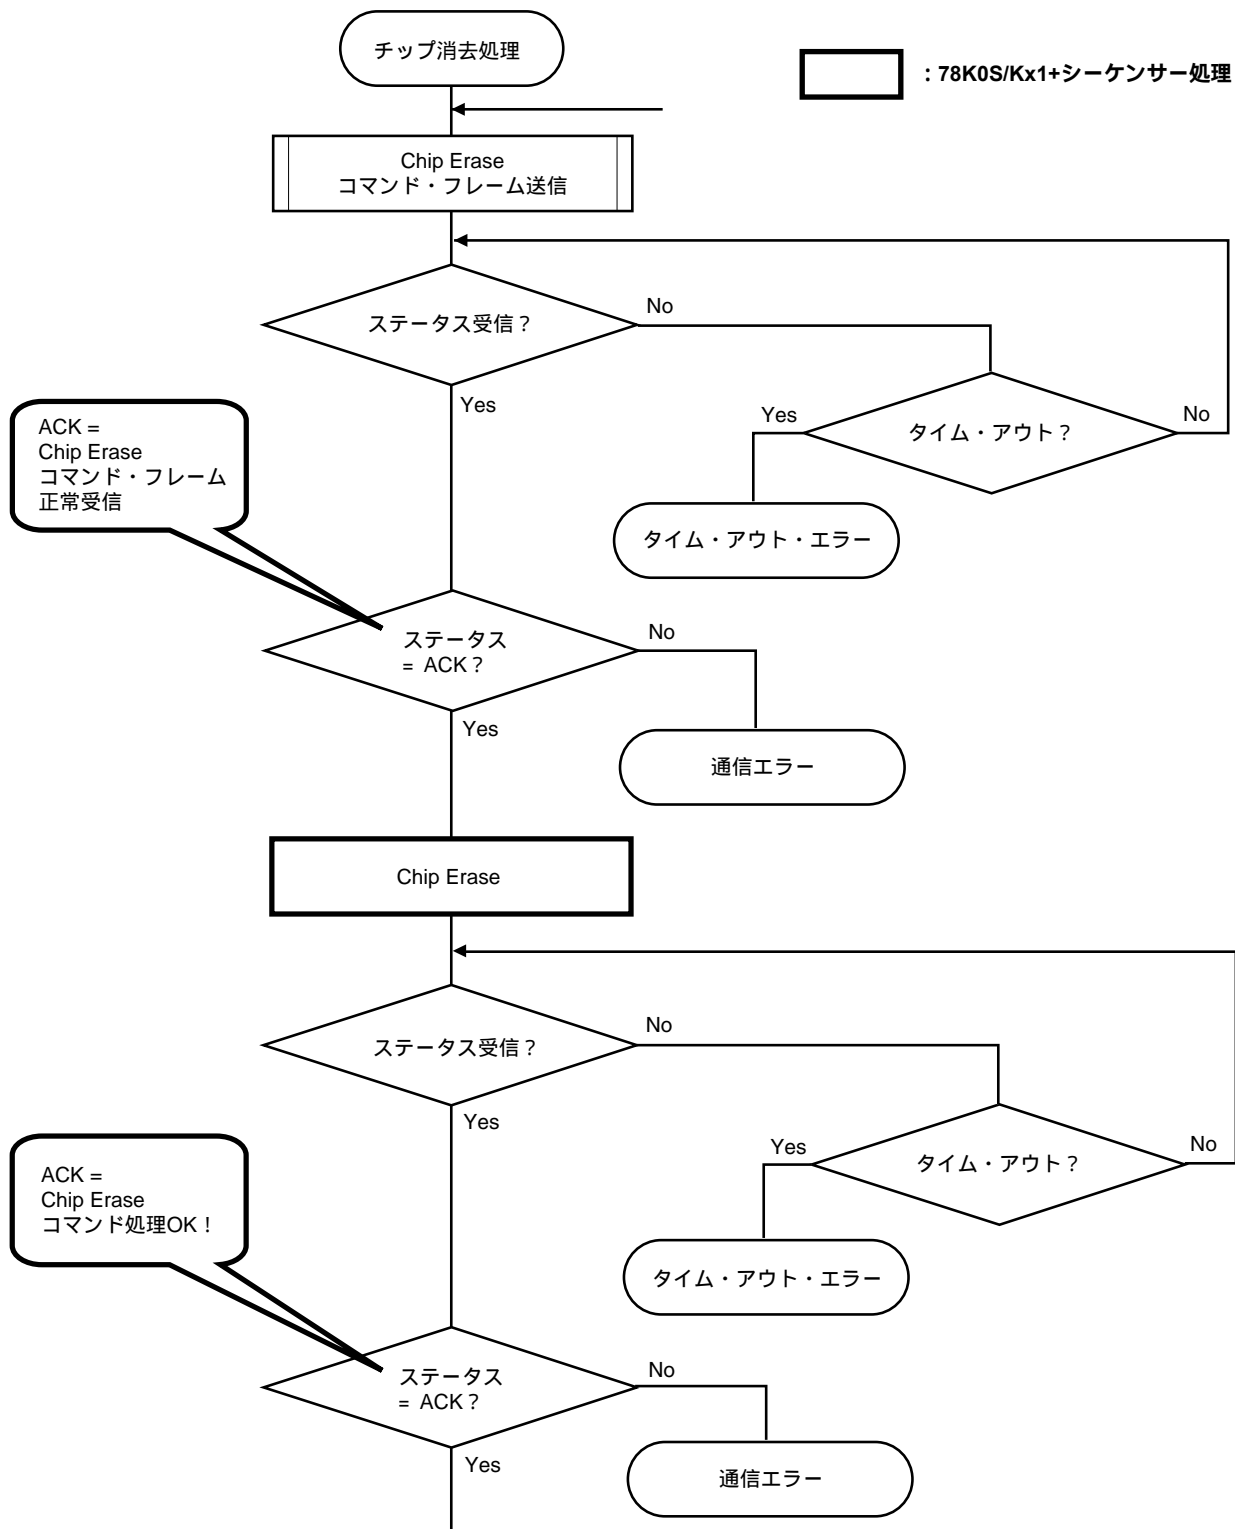 チップ消去処理
：78K0S/Kx1+シーケンサー処理
Chip Erase
コマンド・フレーム送信
ステータス受信？
No
Yes
タイム・アウト？
Yes
No
ACK =
Chip Erase
コマンド・フレーム
正常受信
タイム・アウト・エラー
ステータス
= ACK？
No
Yes
通信エラー
Chip Erase
ステータス受信？
No
Yes
タイム・アウト？
Yes
No
ACK =
Chip Erase
コマンド処理OK！
タイム・アウト・エラー
ステータス
= ACK？
No
Yes
通信エラー